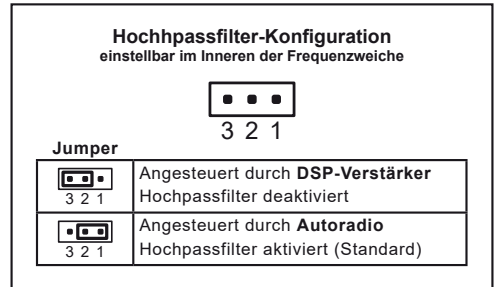 Hochhpassfilter-Konfiguration
einstellbar im Inneren der Frequenzweiche
3 2 1
Jumper
3 2 1
Angesteuert durch DSP-Verstärker
Hochpassfilter deaktiviert
3 2 1
Angesteuert durch Autoradio
Hochpassfilter aktiviert (Standard)